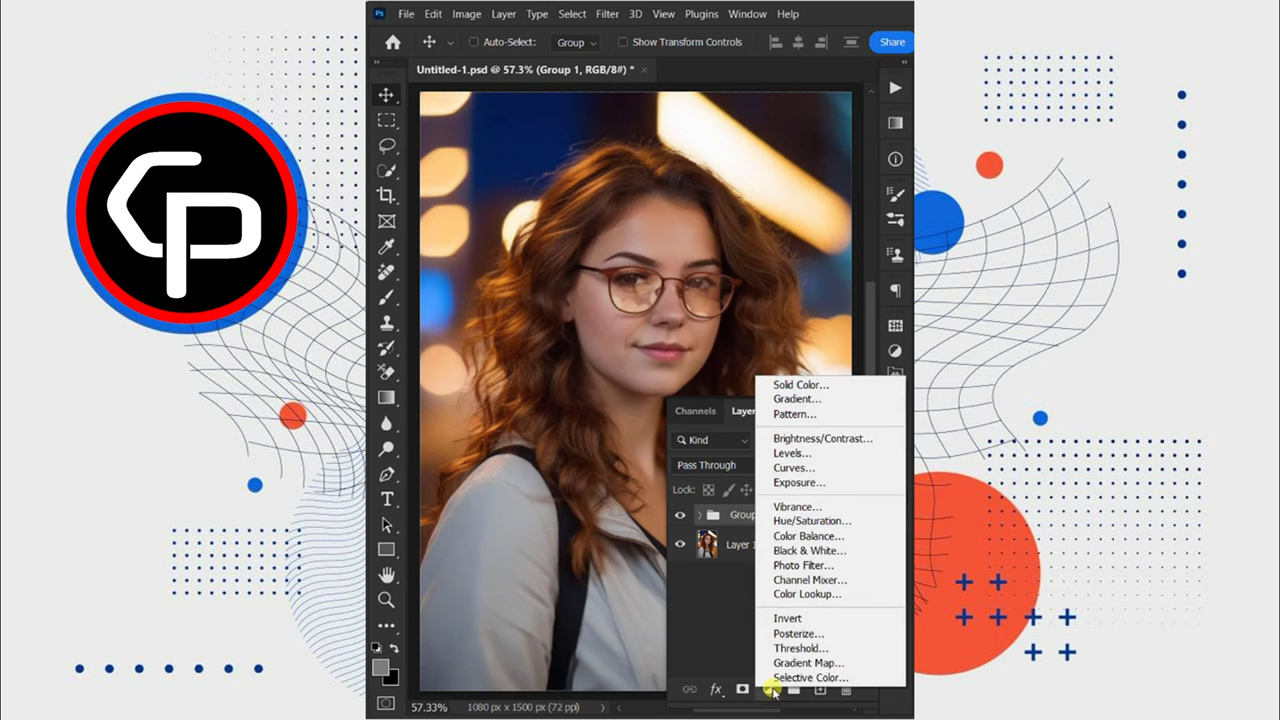 CP
Ps File Edit Image Layer Type Select Filter 3D View Plugins Window Help
Auto-Select: Group Show Transform Controls Share
Untitled-1.psd @ 57.3% (Group 1, RGB/8#) * ×
Channels Layer
Kind
Pass Through
Lock:
Group
Layer 1
Solid Color...
Gradient...
Pattern...
Brightness/Contrast...
Levels...
Curves...
Exposure...
Vibrance...
Hue/Saturation...
Color Balance...
Black & White...
Photo Filter...
Channel Mixer...
Color Lookup...
Invert
Posterize...
Threshold...
Gradient Map...
Selective Color...
fx
57.33% 1080 px x 1500 px (72 ppi)